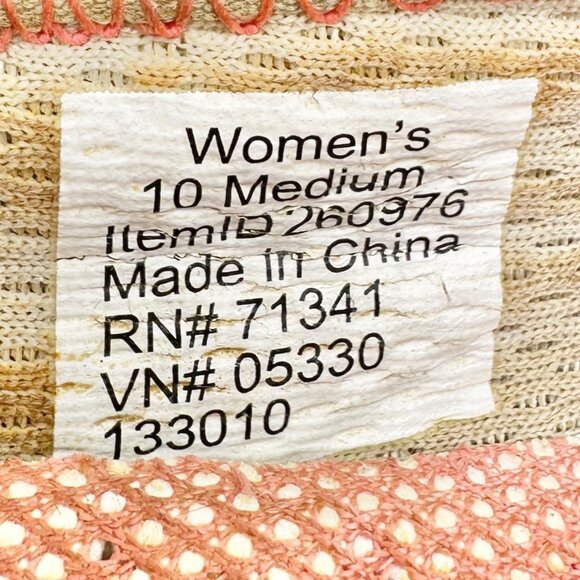 Women's
10 Medium
ItemID 260976
Made in China
RN# 71341
VN# 05330
133010